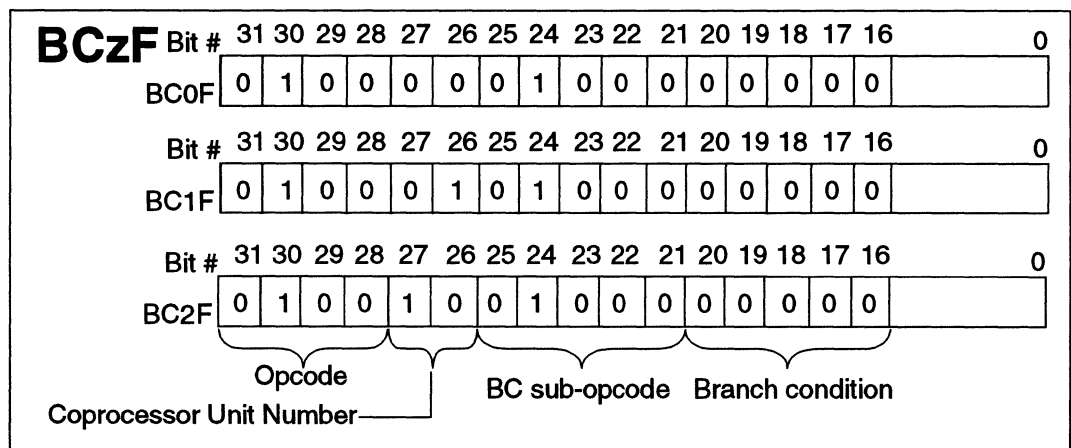 BCzF Bit # 31 30 29 28 27 26 25 24 23 22 21 20 19 18 17 16 0
BC0F 0 1 0 0 0 0 0 1 0 0 0 0 0 0 0 0
Bit # 31 30 29 28 27 26 25 24 23 22 21 20 19 18 17 16 0
BC1F 0 1 0 0 0 1 0 1 0 0 0 0 0 0 0 0
Bit # 31 30 29 28 27 26 25 24 23 22 21 20 19 18 17 16 0
BC2F 0 1 0 0 1 0 0 1 0 0 0 0 0 0 0 0
Opcode BC sub-opcode Branch condition
Coprocessor Unit Number